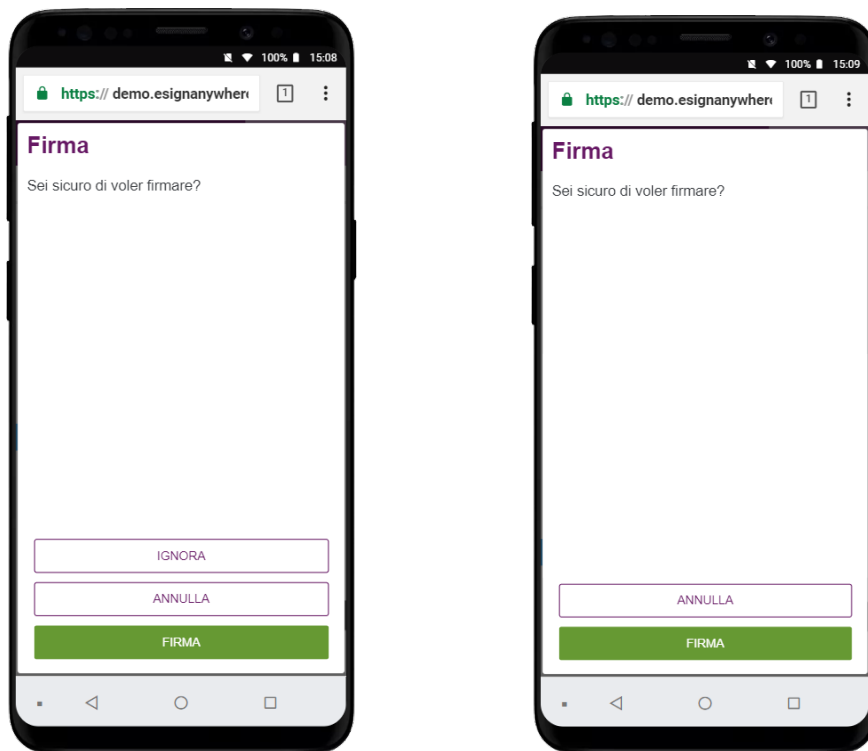 100% 15:08
https:// demo.esignanywher 1
Firma
Sei sicuro di voler firmare?
IGNORA
ANNULLA
FIRMA
100% 15:09
https:// demo.esignanywher 1
Firma
Sei sicuro di voler firmare?
ANNULLA
FIRMA